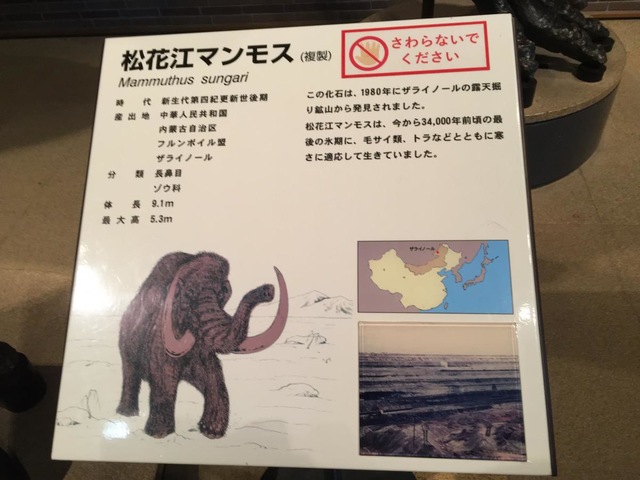 松花江マンモス (複製)
Mammuthus sungari
さわらないで
ください
時　代　新生代第四紀更新世後期
産出地　中華人民共和国
内蒙古自治区
フルンボイル盟
ザライノール
分　類　長鼻目
ゾウ科
体　長　9.1m
最大高　5.3m
この化石は、1980年にザライノールの露天掘
り鉱山から発見されました。
松花江マンモスは、今から34,000年前頃の最
後の氷期に、毛サイ類、トラなどとともに寒
さに適応して生きていました。
ザライノール